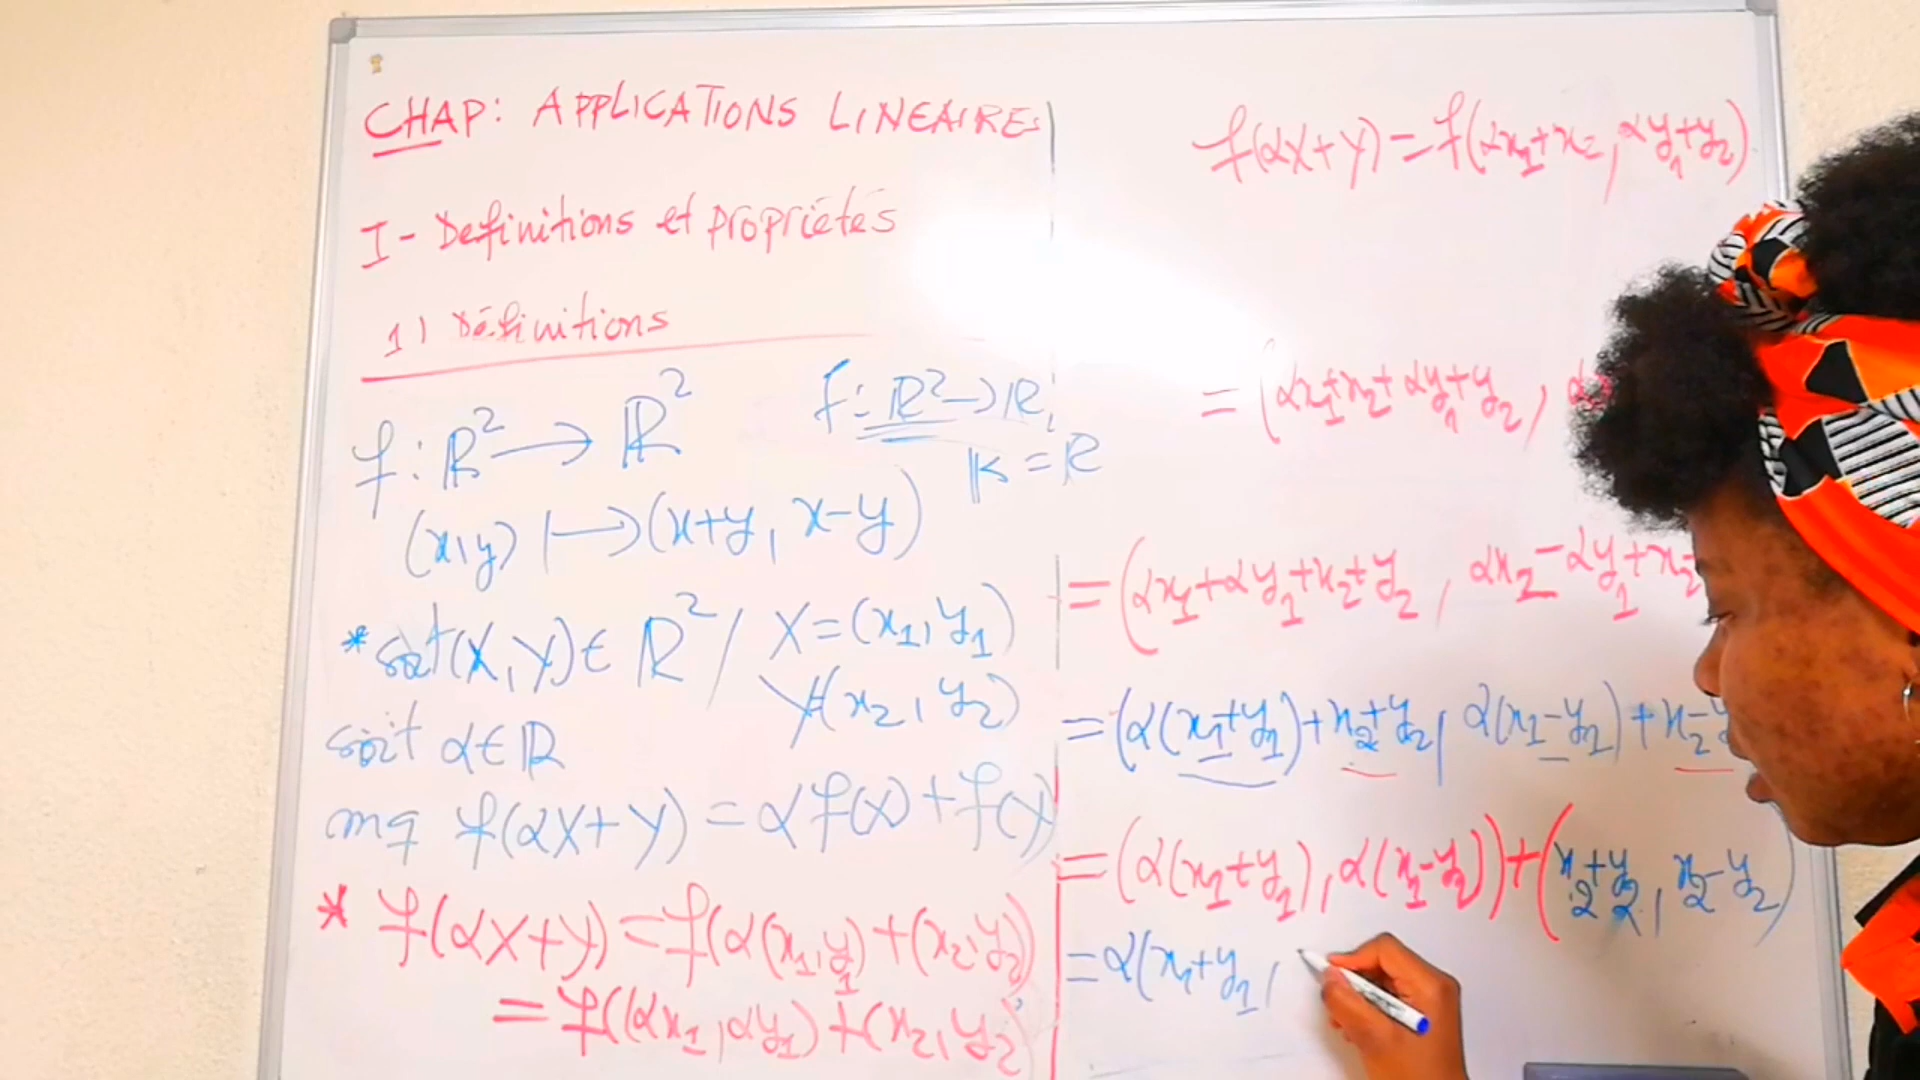 CHAP: APPLICATIONS LINEAIRES
I- Definitions et propriétés
1) Définitions
f: ℝ² → ℝ²
F: ℝ² → ℝ,
K = ℝ
(x,y) ↦ (x+y, x-y)
* soit (X,Y) ∈ ℝ² / X = (x₁, y₁)
Y=(x₂, y₂)
soit α ∈ ℝ
mq f(αX+Y) = αf(X) + f(Y)
* f(αX+Y) = f(α(x₁,y₁)+(x₂,y₂))
= f((αx₁,αy₁)+(x₂,y₂)
f(αX+Y) = f(αx₁+x₂, αy₁+y₂)
= (αx₁+x₂+αy₁+y₂,
= (αx₁+αy₁+x₂+y₂, αx₂-αy₁+x₂
= (α(x₁+y₁)+x₂+y₂, α(x₁-y₁)+x₂-y
= (α(x₁+y₁), α(x₁-y₁))+(x₂+y₂, x₂-y₂)
= α(x₁+y₁,